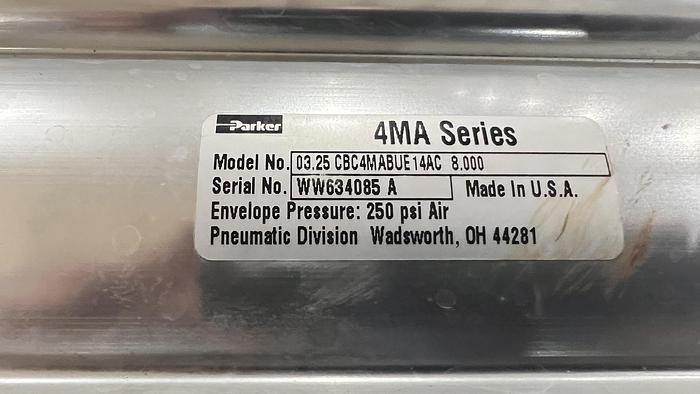 Parker
4MA Series
Model No. 03.25 CBC4MABUE14AC 8.000
Serial No. WW634085 A Made In U.S.A.
Envelope Pressure: 250 psi Air
Pneumatic Division Wadsworth, OH 44281